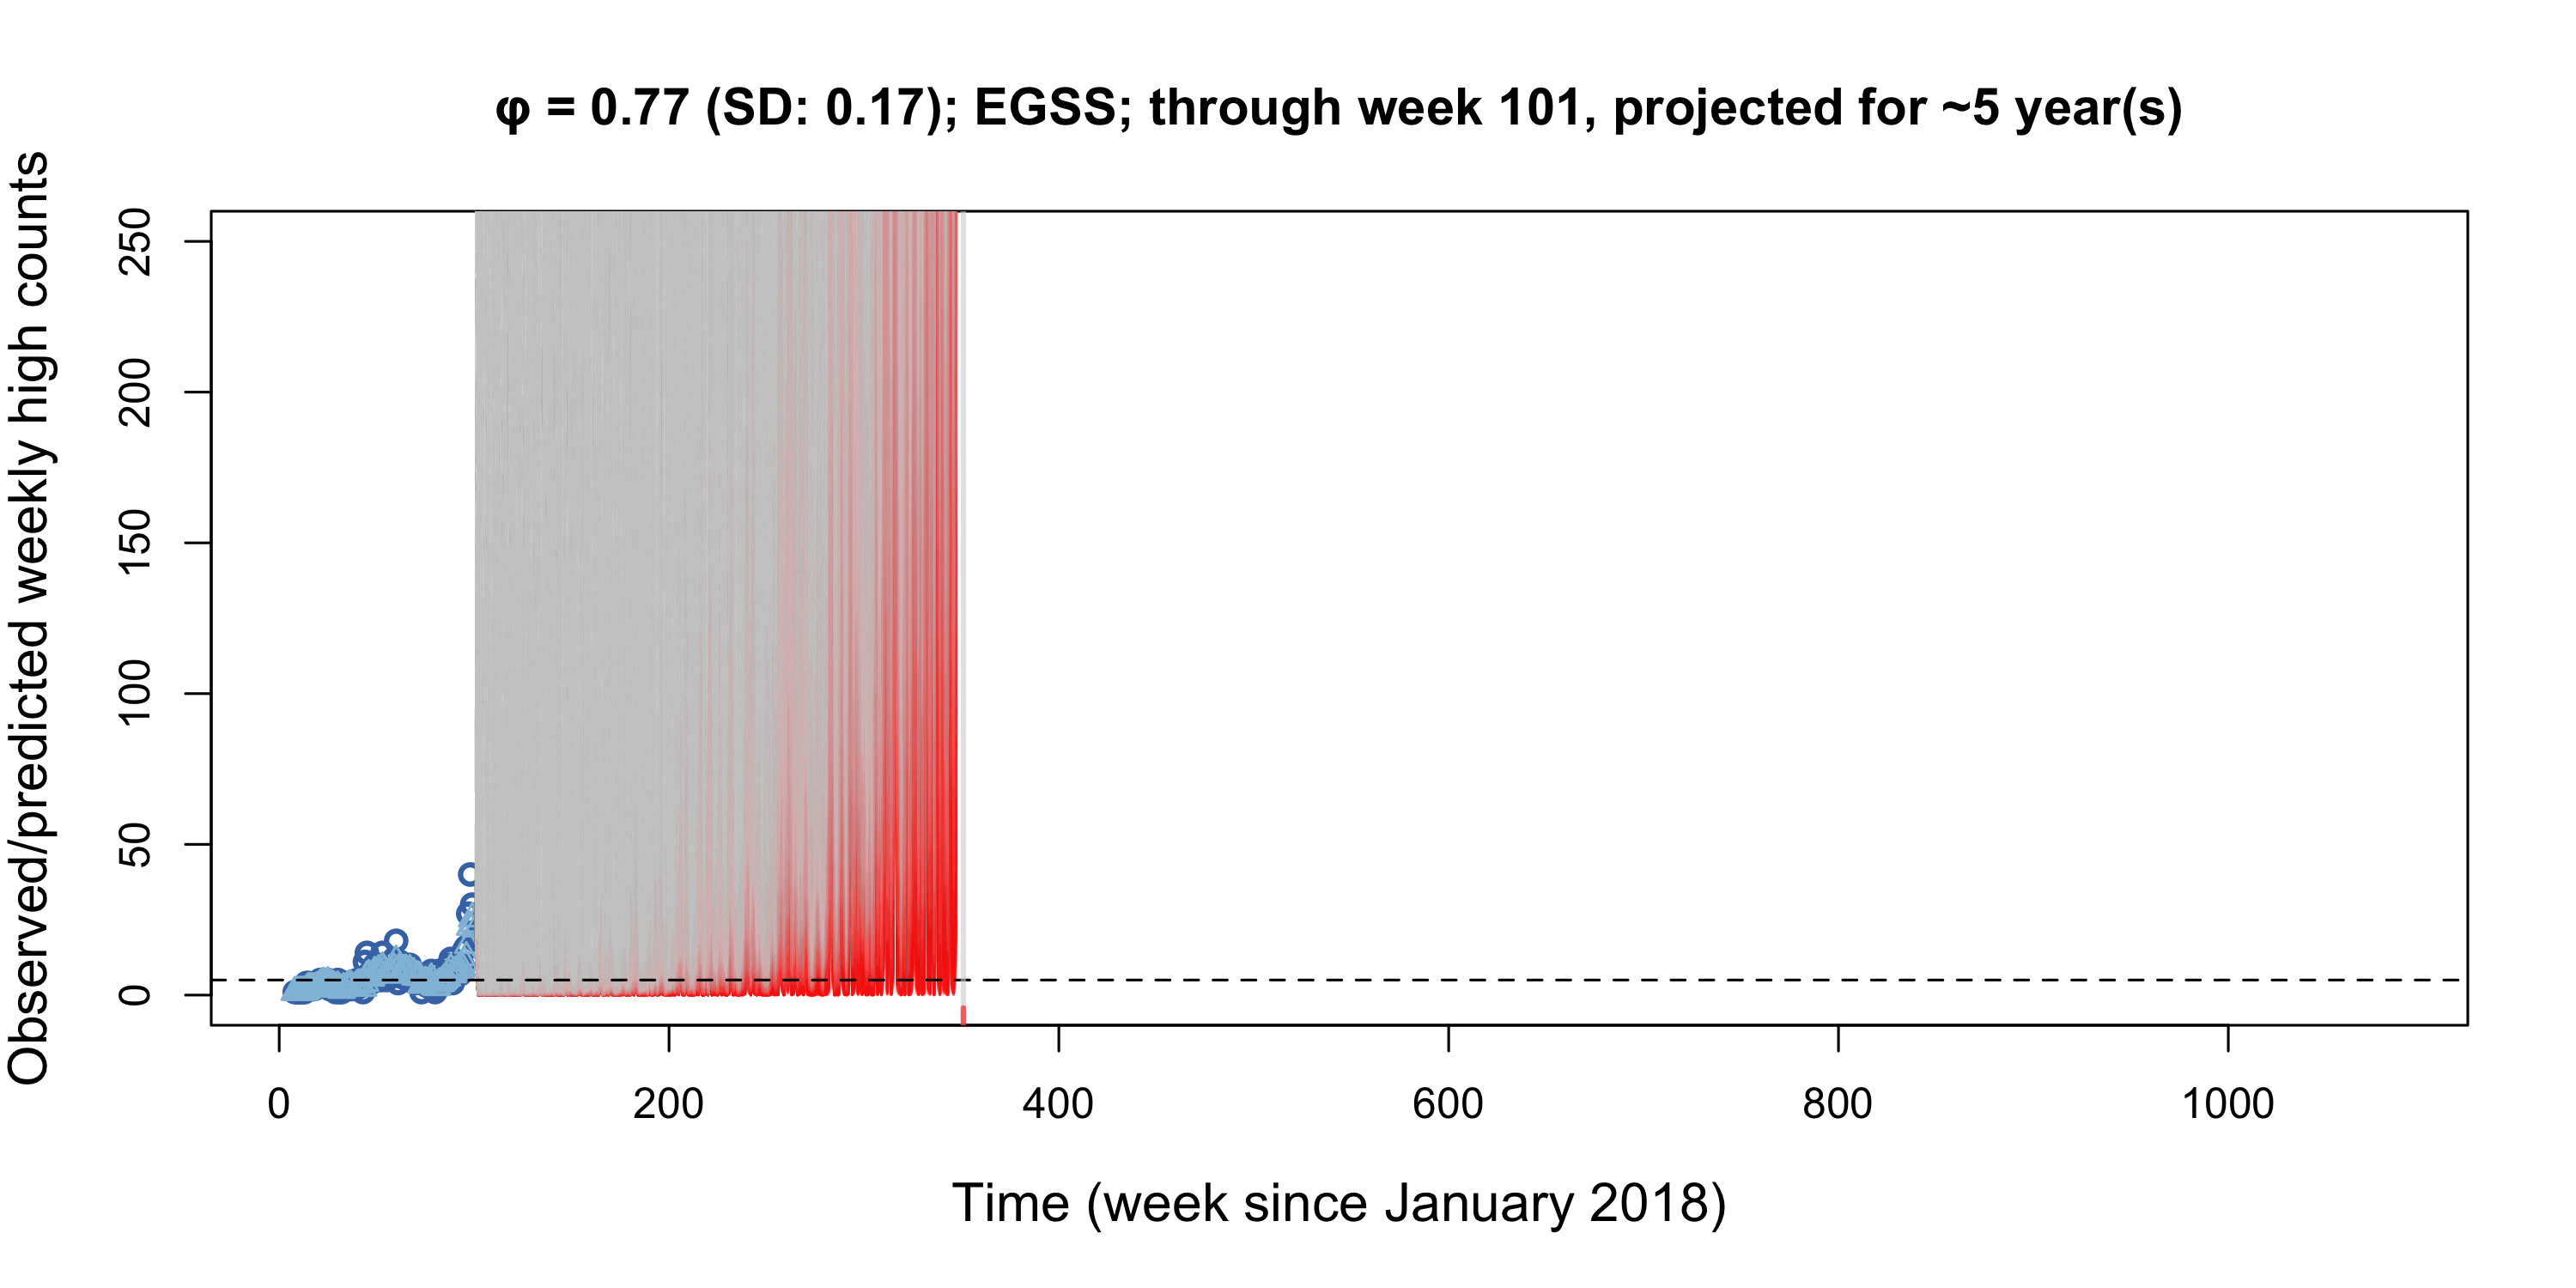 φ = 0.77 (SD: 0.17); EGSS; through week 101, projected for ~5 year(s)
Observed/predicted weekly high counts
250
200
150
100
50
0
0 200 400 600 800 1000
Time (week since January 2018)